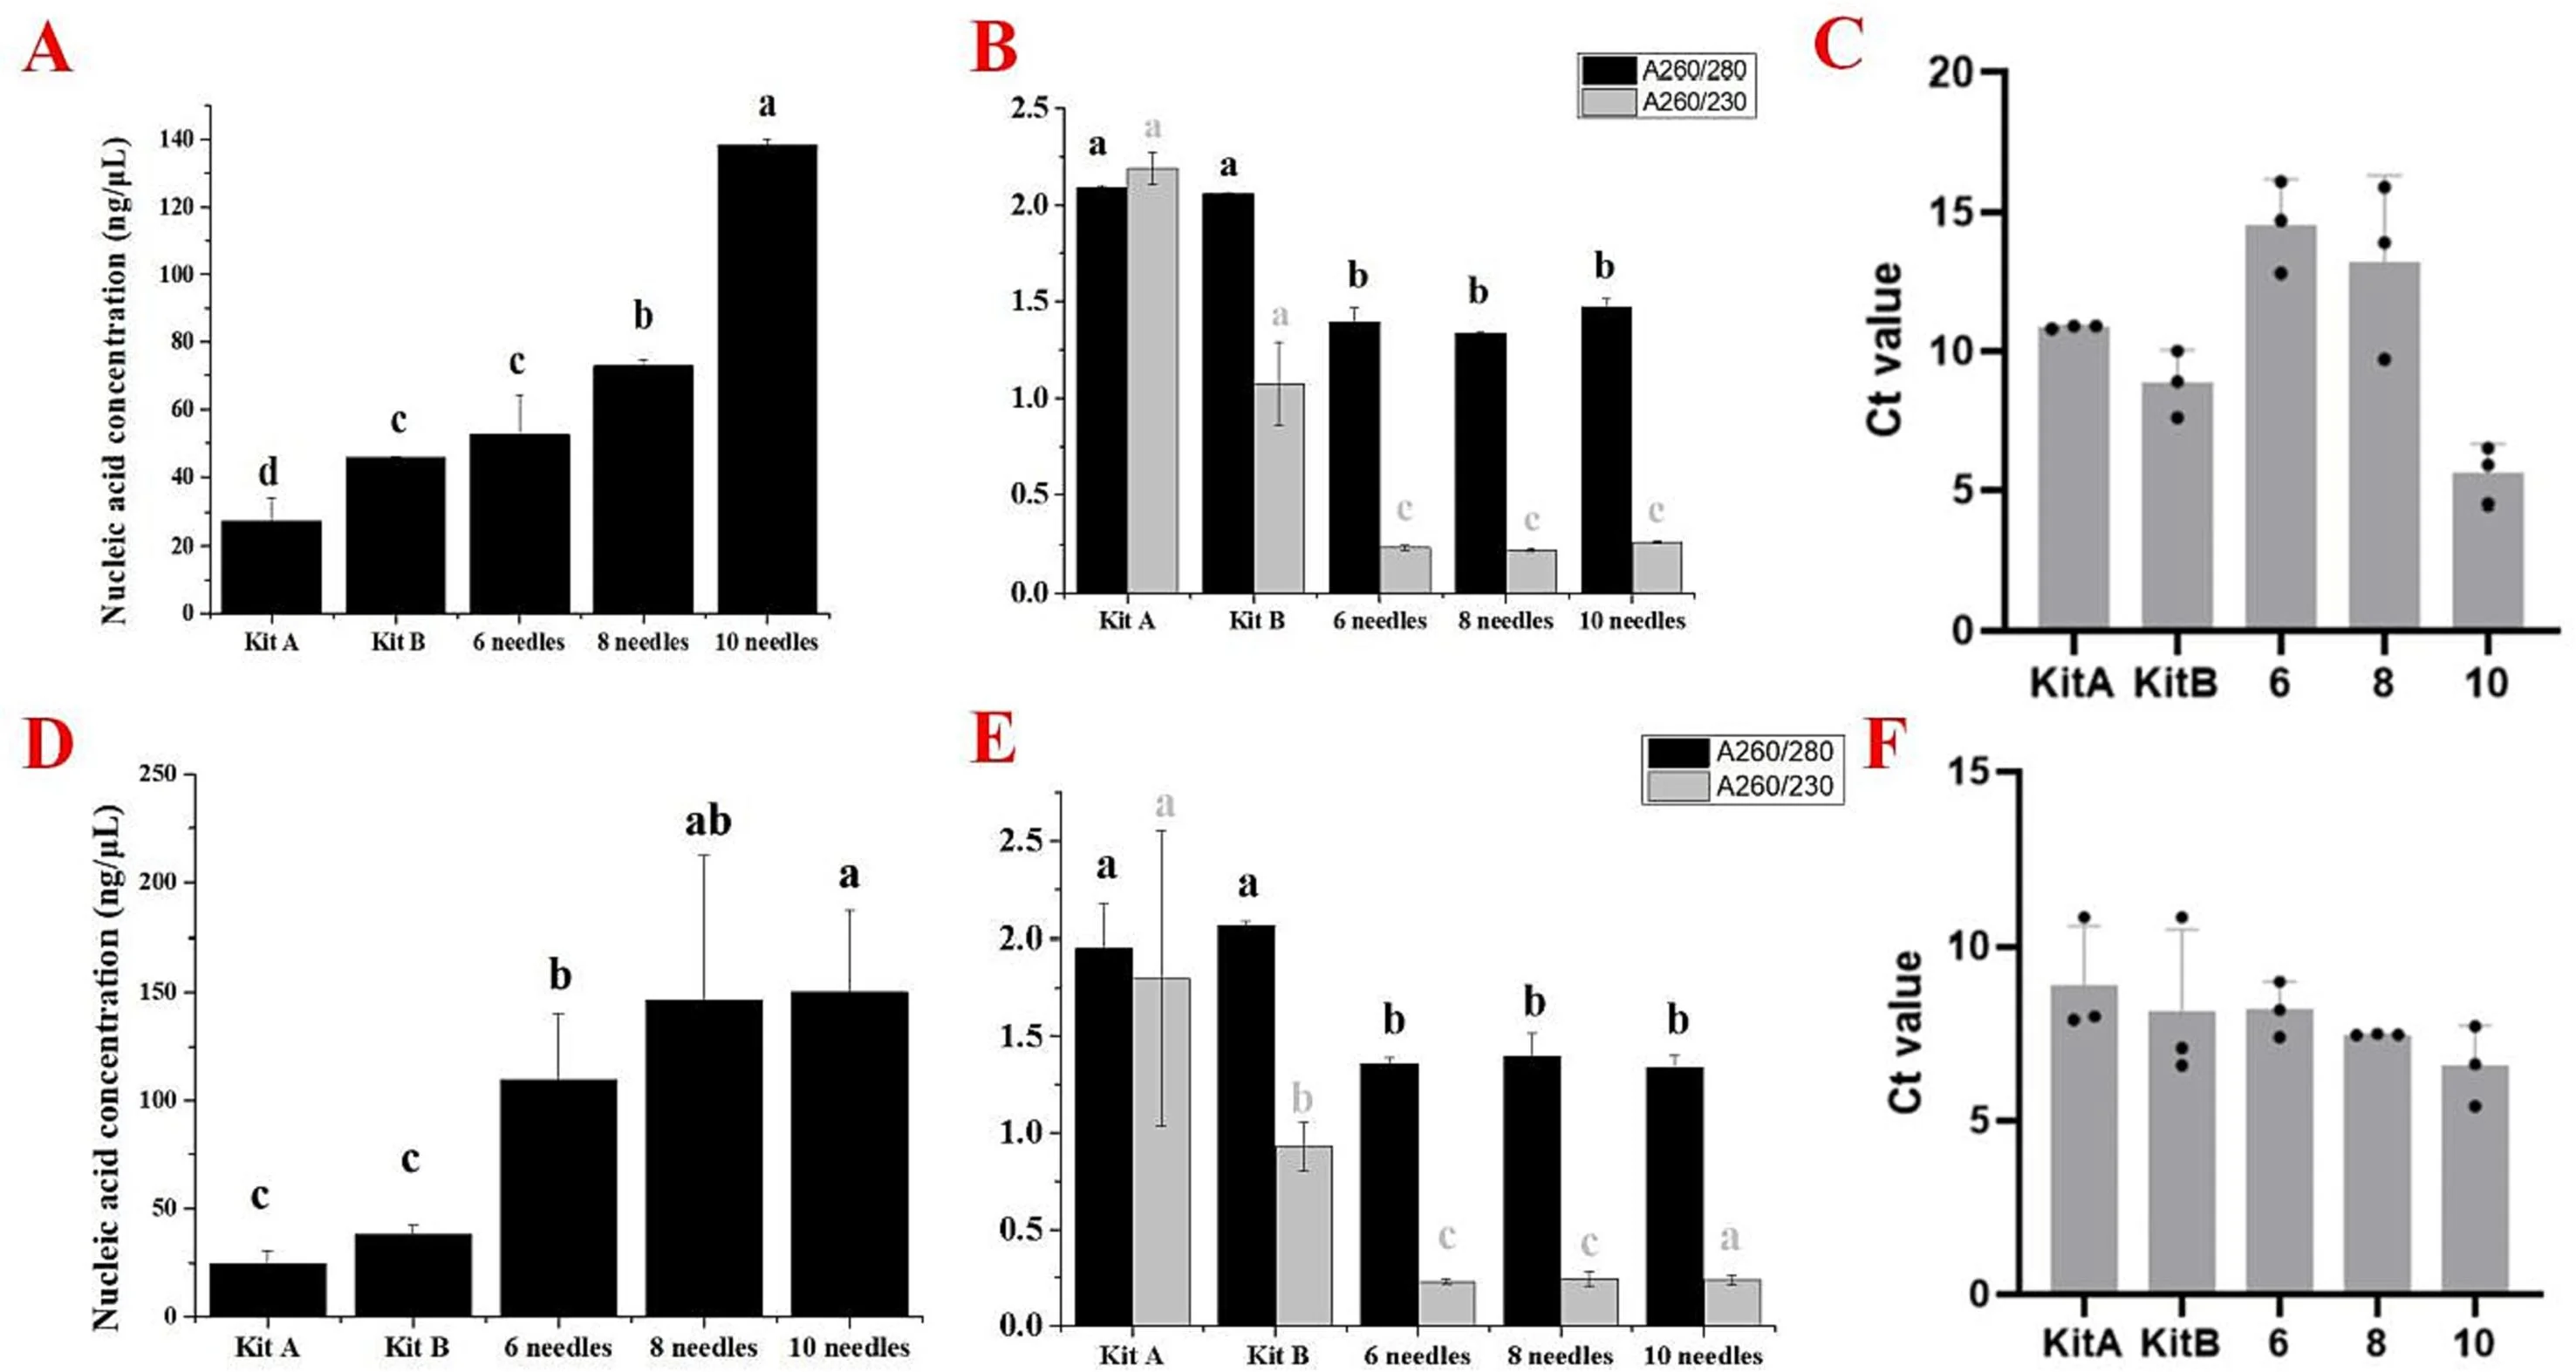 A
Nucleic acid concentration (ng/μL)
140
120
100
80
60
40
20
0
d
c
c
b
a
Kit A
Kit B
6 needles
8 needles
10 needles
B
A260/280
A260/230
2.5
2.0
1.5
1.0
0.5
0.0
a
a
a
a
b
c
b
c
b
c
Kit A
Kit B
6 needles
8 needles
10 needles
C
Ct value
20
15
10
5
0
KitA
KitB
6
8
10
D
Nucleic acid concentration (ng/μL)
250
200
150
100
50
0
c
c
b
ab
a
Kit A
Kit B
6 needles
8 needles
10 needles
E
A260/280
A260/230
2.5
2.0
1.5
1.0
0.5
0.0
a
a
a
b
b
c
b
c
b
a
Kit A
Kit B
6 needles
8 needles
10 needles
F
Ct value
15
10
5
0
KitA
KitB
6
8
10